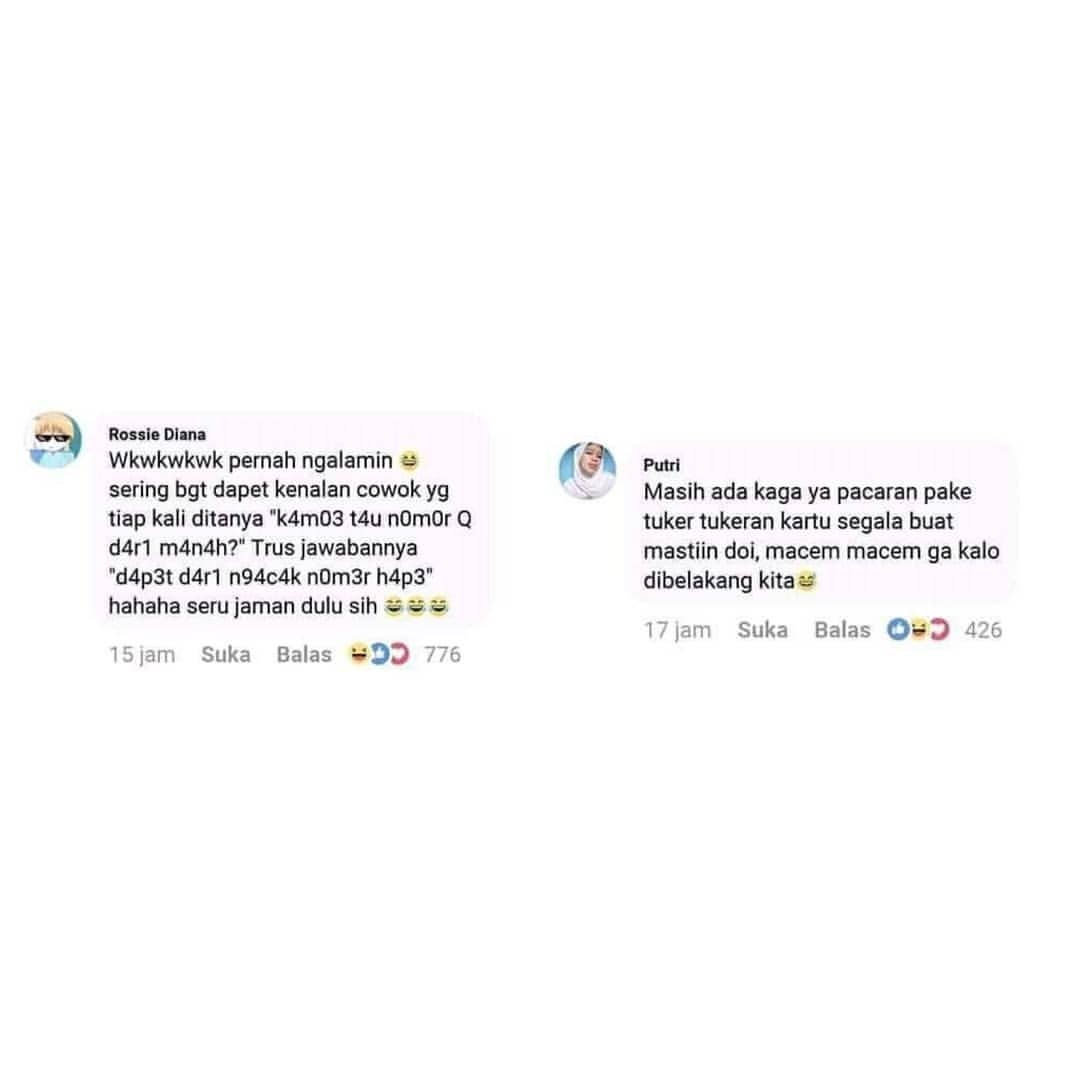 Rossie Diana
Wkwkwkwk pernah ngalamin 😆
sering bgt dapet kenalan cowok yg
tiap kali ditanya "k4m03 t4u n0m0r Q
d4r1 m4n4h?" Trus jawabannya
"d4p3t d4r1 n94c4k n0m3r h4p3"
hahaha seru jaman dulu sih 😂😂😂
15 jam Suka Balas 776
Putri
Masih ada kaga ya pacaran pake
tuker tukeran kartu segala buat
mastiin doi, macem macem ga kalo
dibelakang kita😅
17 jam Suka Balas 426